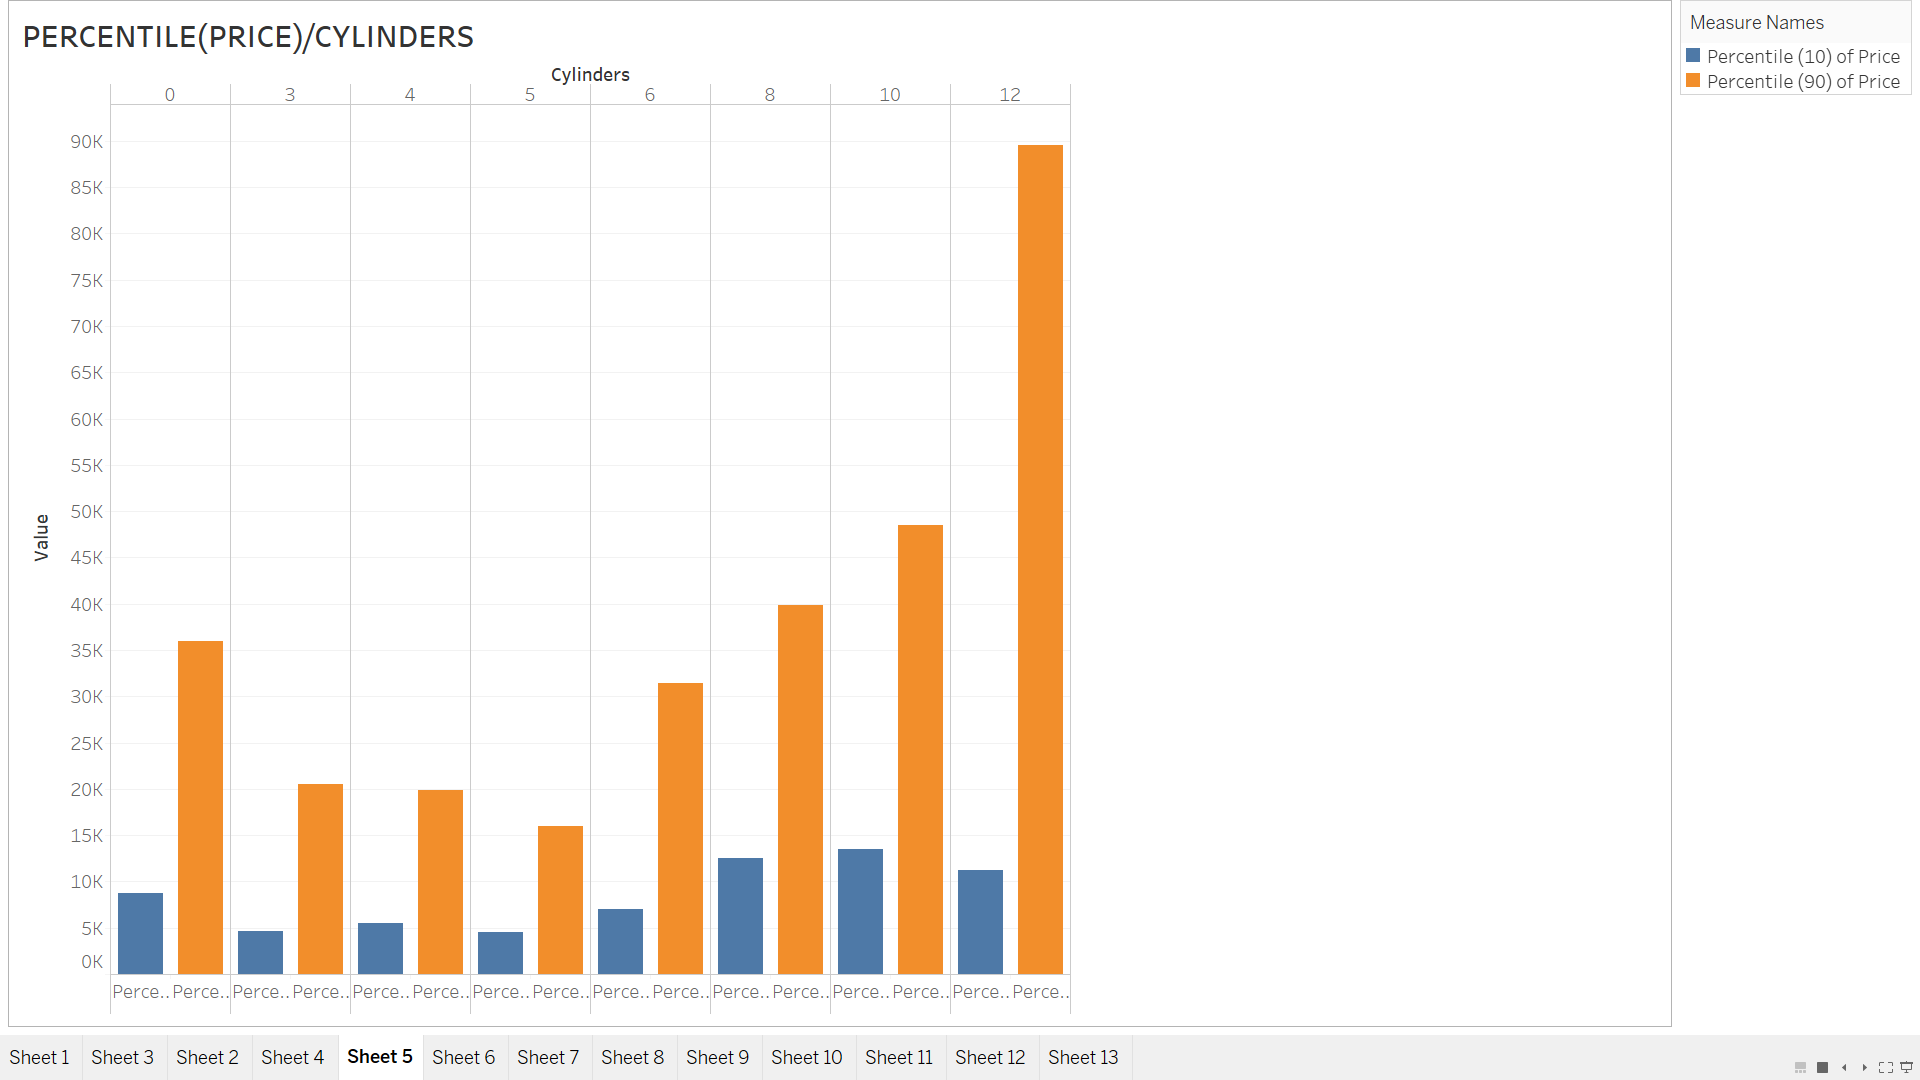 PERCENTILE(PRICE)/CYLINDERS
Cylinders
0 3 4 5 6 8 10 12
90K
85K
80K
75K
70K
65K
60K
55K
50K
45K
40K
35K
30K
25K
20K
15K
10K
5K
0K
Value
Perce.. Perce.. Perce.. Perce.. Perce.. Perce.. Perce.. Perce.. Perce.. Perce.. Perce.. Perce.. Perce.. Perce.. Perce.. Perce..
Measure Names
Percentile (10) of Price
Percentile (90) of Price
Sheet 1 Sheet 3 Sheet 2 Sheet 4 Sheet 5 Sheet 6 Sheet 7 Sheet 8 Sheet 9 Sheet 10 Sheet 11 Sheet 12 Sheet 13